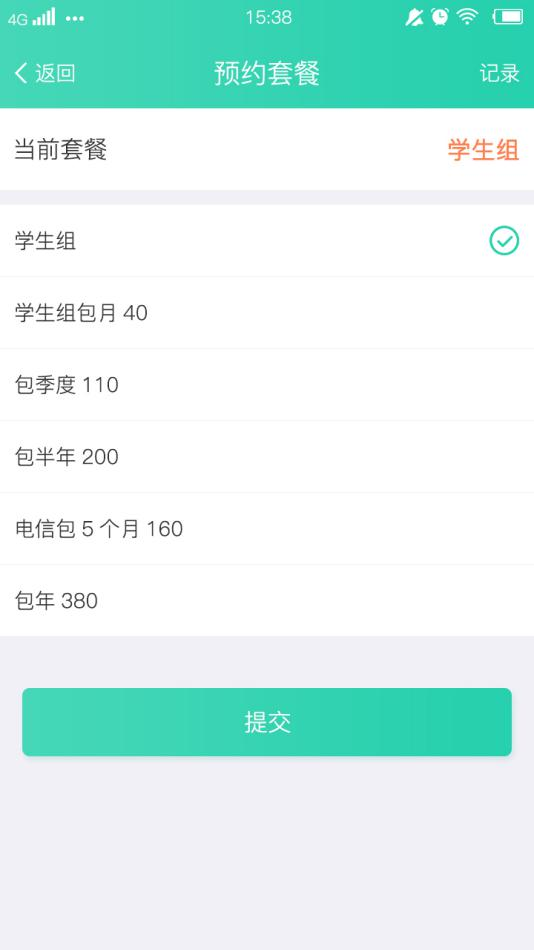 4G 15:38
返回 预约套餐 记录
当前套餐 学生组
学生组
学生组包月 40
包季度 110
包半年 200
电信包 5 个月 160
包年 380
提交